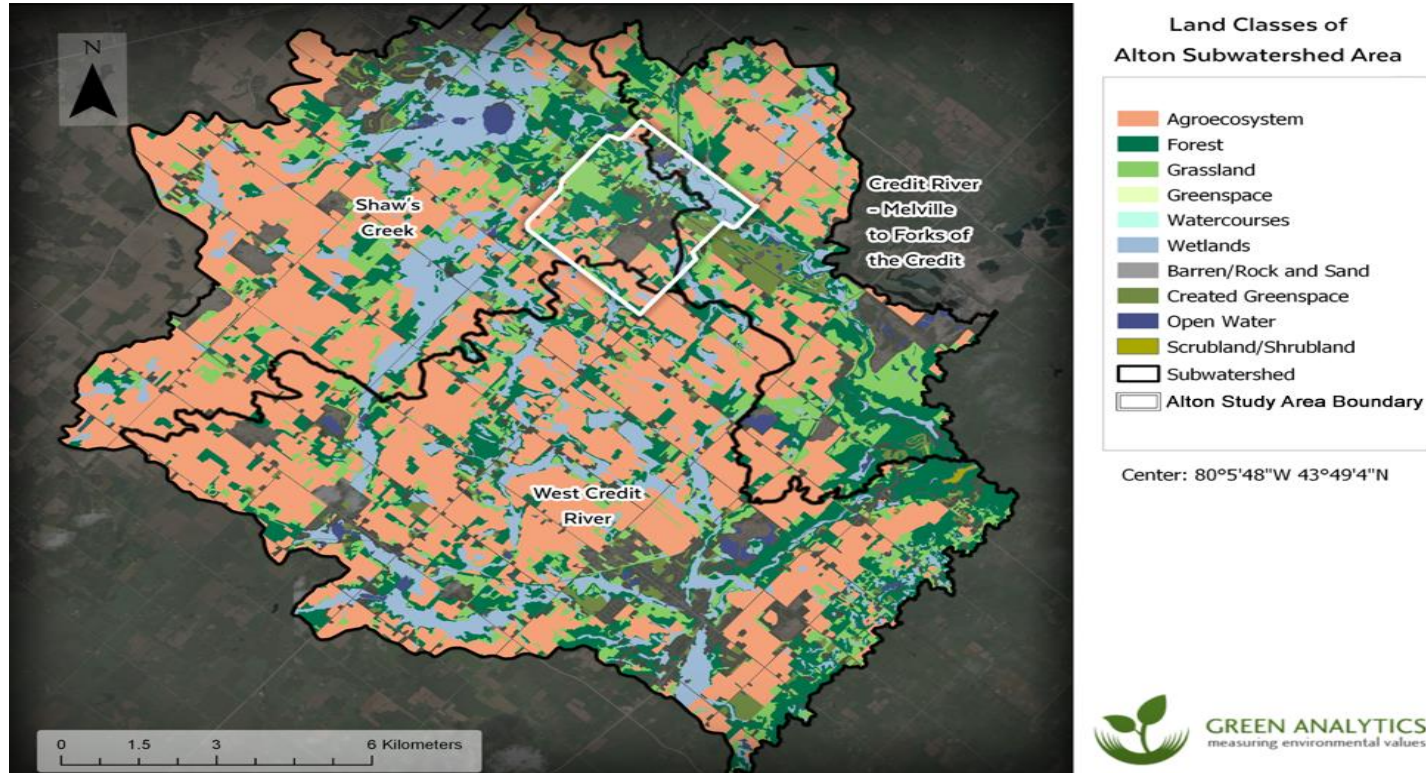 N
Shaw's
Creek
Credit River
- Melville
to Forks of
the Credit
West Credit
River
0 1.5 3 6 Kilometers
Land Classes of
Alton Subwatershed Area
Agroecosystem
Forest
Grassland
Greenspace
Watercourses
Wetlands
Barren/Rock and Sand
Created Greenspace
Open Water
Scrubland/Shrubland
Subwatershed
Alton Study Area Boundary
Center: 80°5'48"W 43°49'4"N
GREEN ANALYTICS
measuring environmental values